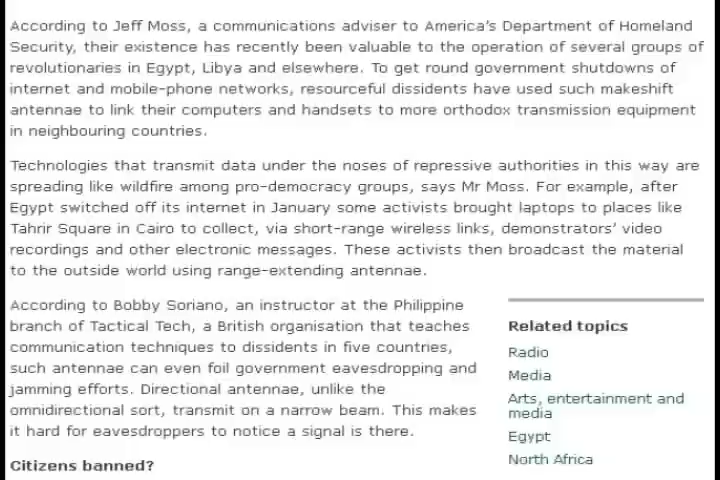 According to Jeff Moss, a communications adviser to America's Department of Homeland
Security, their existence has recently been valuable to the operation of several groups of
revolutionaries in Egypt, Libya and elsewhere. To get round government shutdowns of
internet and mobile-phone networks, resourceful dissidents have used such makeshift
antennae to link their computers and handsets to more orthodox transmission equipment
in neighbouring countries.
Technologies that transmit data under the noses of repressive authorities in this way are
spreading like wildfire among pro-democracy groups, says Mr Moss. For example, after
Egypt switched off its internet in January some activists brought laptops to places like
Tahrir Square in Cairo to collect, via short-range wireless links, demonstrators' video
recordings and other electronic messages. These activists then broadcast the material
to the outside world using range-extending antennae.
According to Bobby Soriano, an instructor at the Philippine
branch of Tactical Tech, a British organisation that teaches
communication techniques to dissidents in five countries,
such antennae can even foil government eavesdropping and
jamming efforts. Directional antennae, unlike the
omnidirectional sort, transmit on a narrow beam. This makes
it hard for eavesdroppers to notice a signal is there.
Citizens banned?
Related topics
Radio
Media
Arts, entertainment and
media
Egypt
North Africa